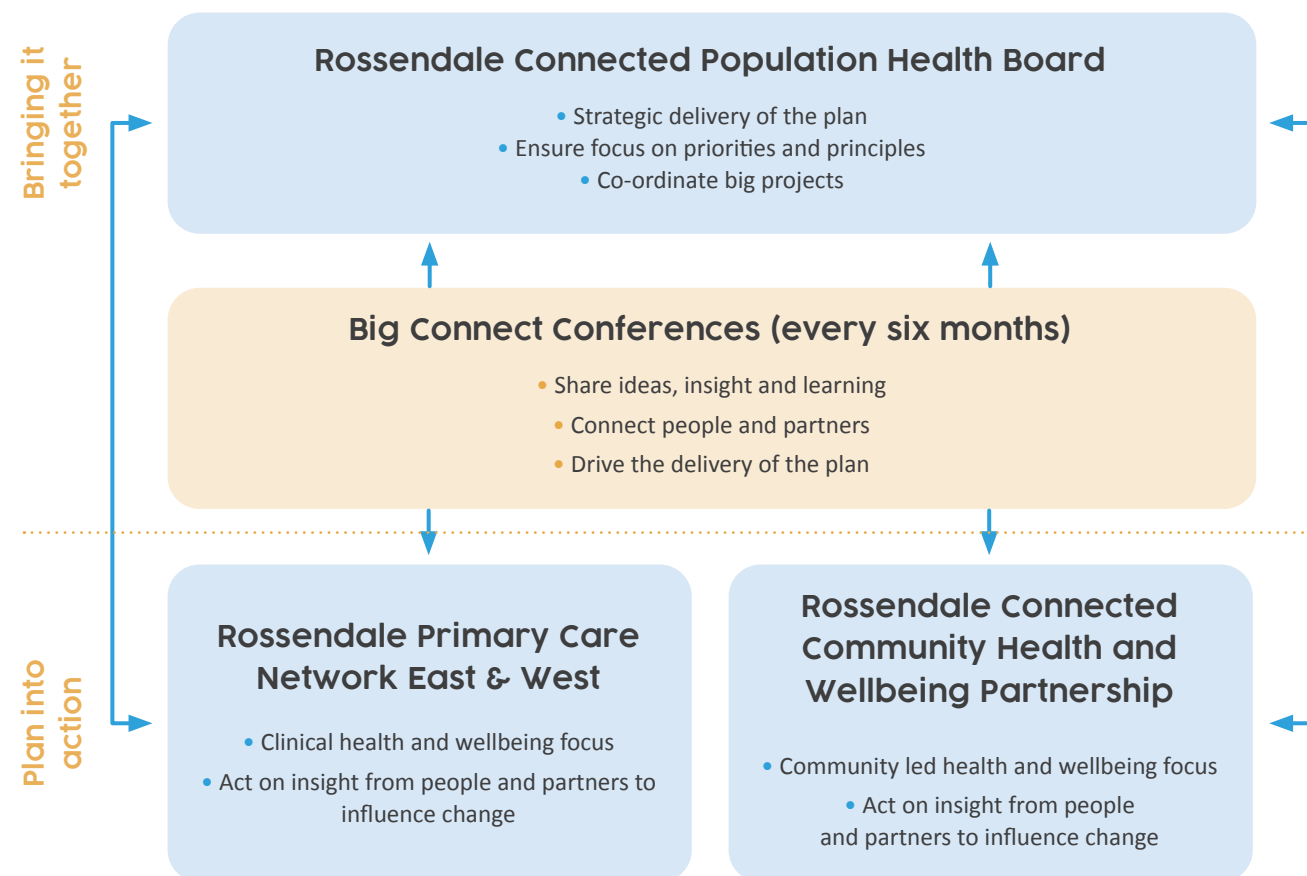 Bringing it
together
Rossendale Connected Population Health Board
• Strategic delivery of the plan
• Ensure focus on priorities and principles
• Co-ordinate big projects
Big Connect Conferences (every six months)
• Share ideas, insight and learning
• Connect people and partners
• Drive the delivery of the plan
Plan into
action
Rossendale Primary Care
Network East & West
• Clinical health and wellbeing focus
• Act on insight from people and partners to
influence change
Rossendale Connected
Community Health and
Wellbeing Partnership
• Community led health and wellbeing focus
• Act on insight from people
and partners to influence change